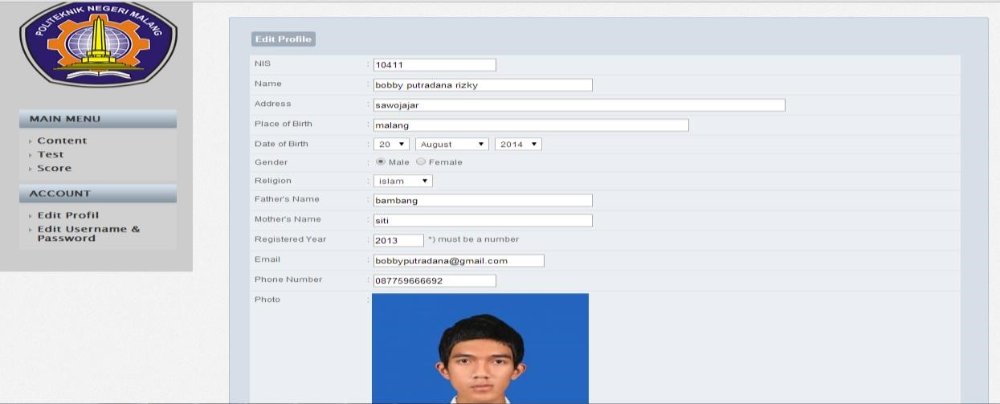 POLITEKNIK NEGERI MALANG
MAIN MENU
Content
Test
Score
ACCOUNT
Edit Profil
Edit Username &
Password
Edit Profile
NIS : 10411
Name : bobby putradana rizky
Address : sawojajar
Place of Birth : malang
Date of Birth : 20 August 2014
Gender : Male Female
Religion : islam
Father's Name : bambang
Mother's Name : siti
Registered Year : 2013 *) must be a number
Email : bobbyputradana@gmail.com
Phone Number : 087759666692
Photo :